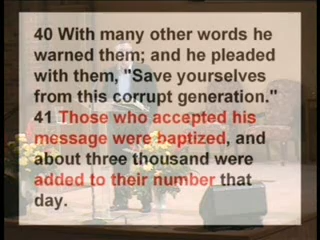 40 With many other words he
warned them; and he pleaded
with them, "Save yourselves
from this corrupt generation."
41 Those who accepted his
message were baptized, and
about three thousand were
added to their number that
day.